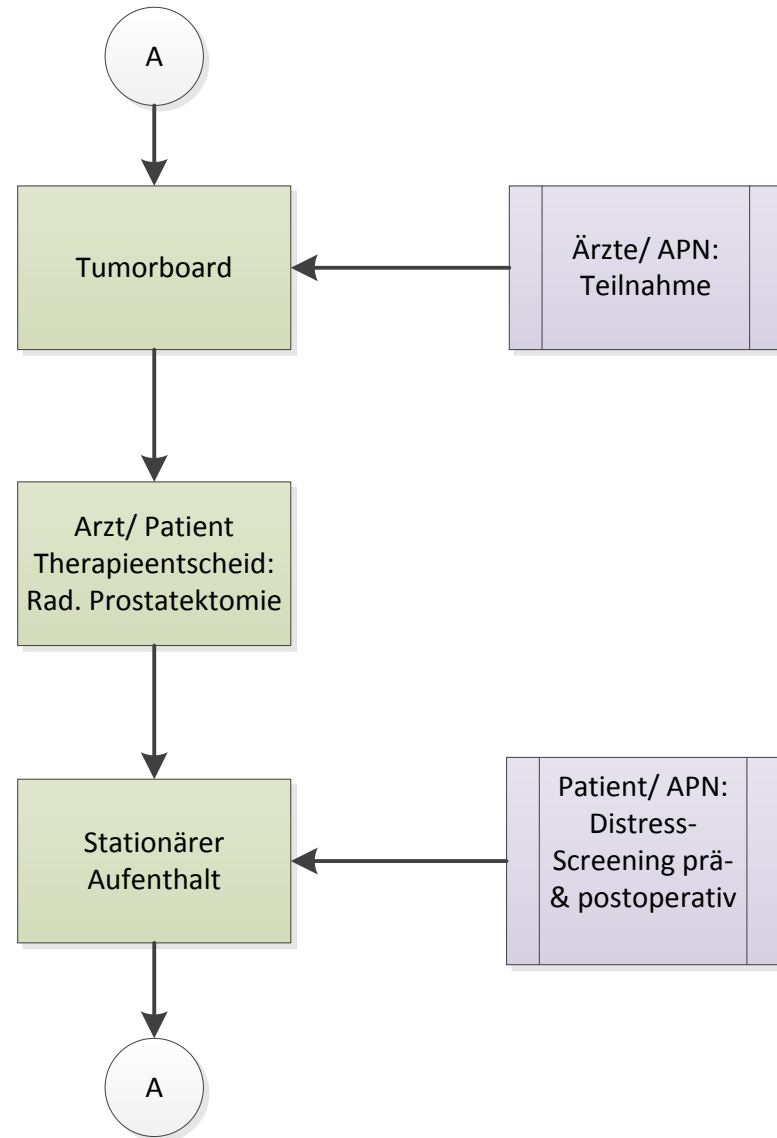 A
Tumorboard
Ärzte/ APN:
Teilnahme
Arzt/ Patient
Therapieentscheid:
Rad. Prostatektomie
Stationärer
Aufenthalt
Patient/ APN:
Distress-
Screening prä-
& postoperativ
A